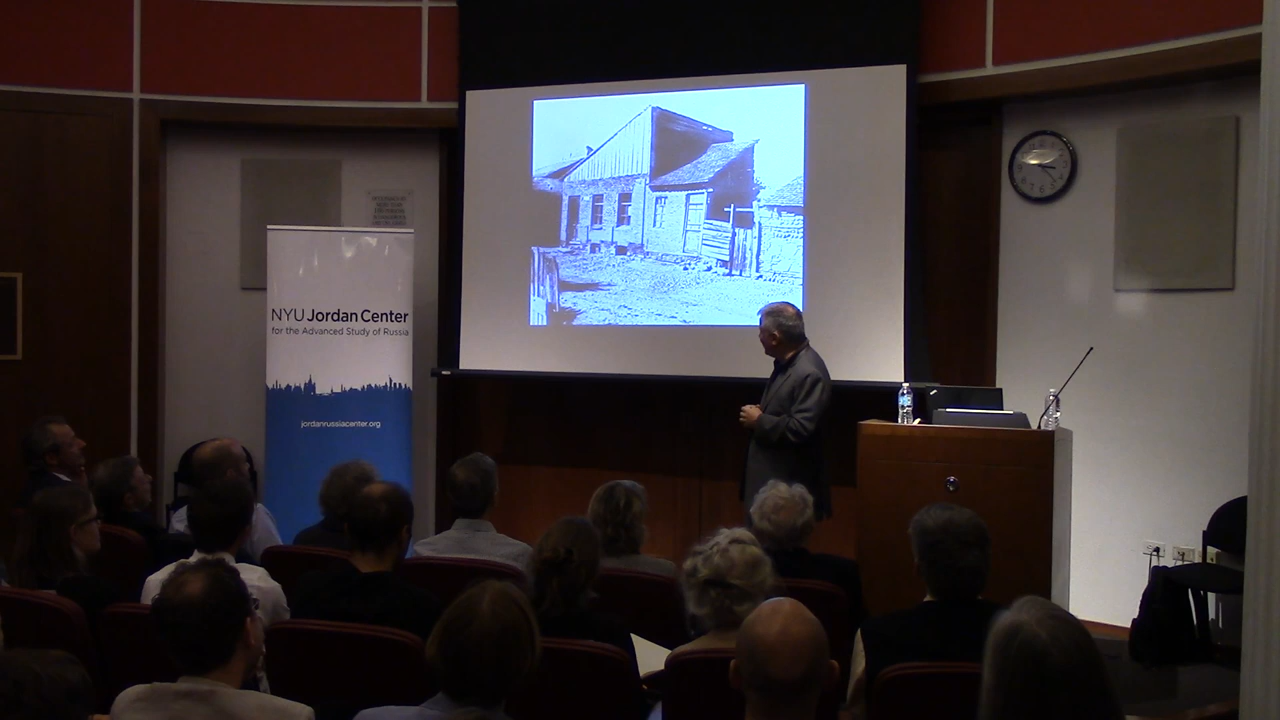 NYU Jordan Center
for the Advanced Study of Russia
jordanrussiacenter.org